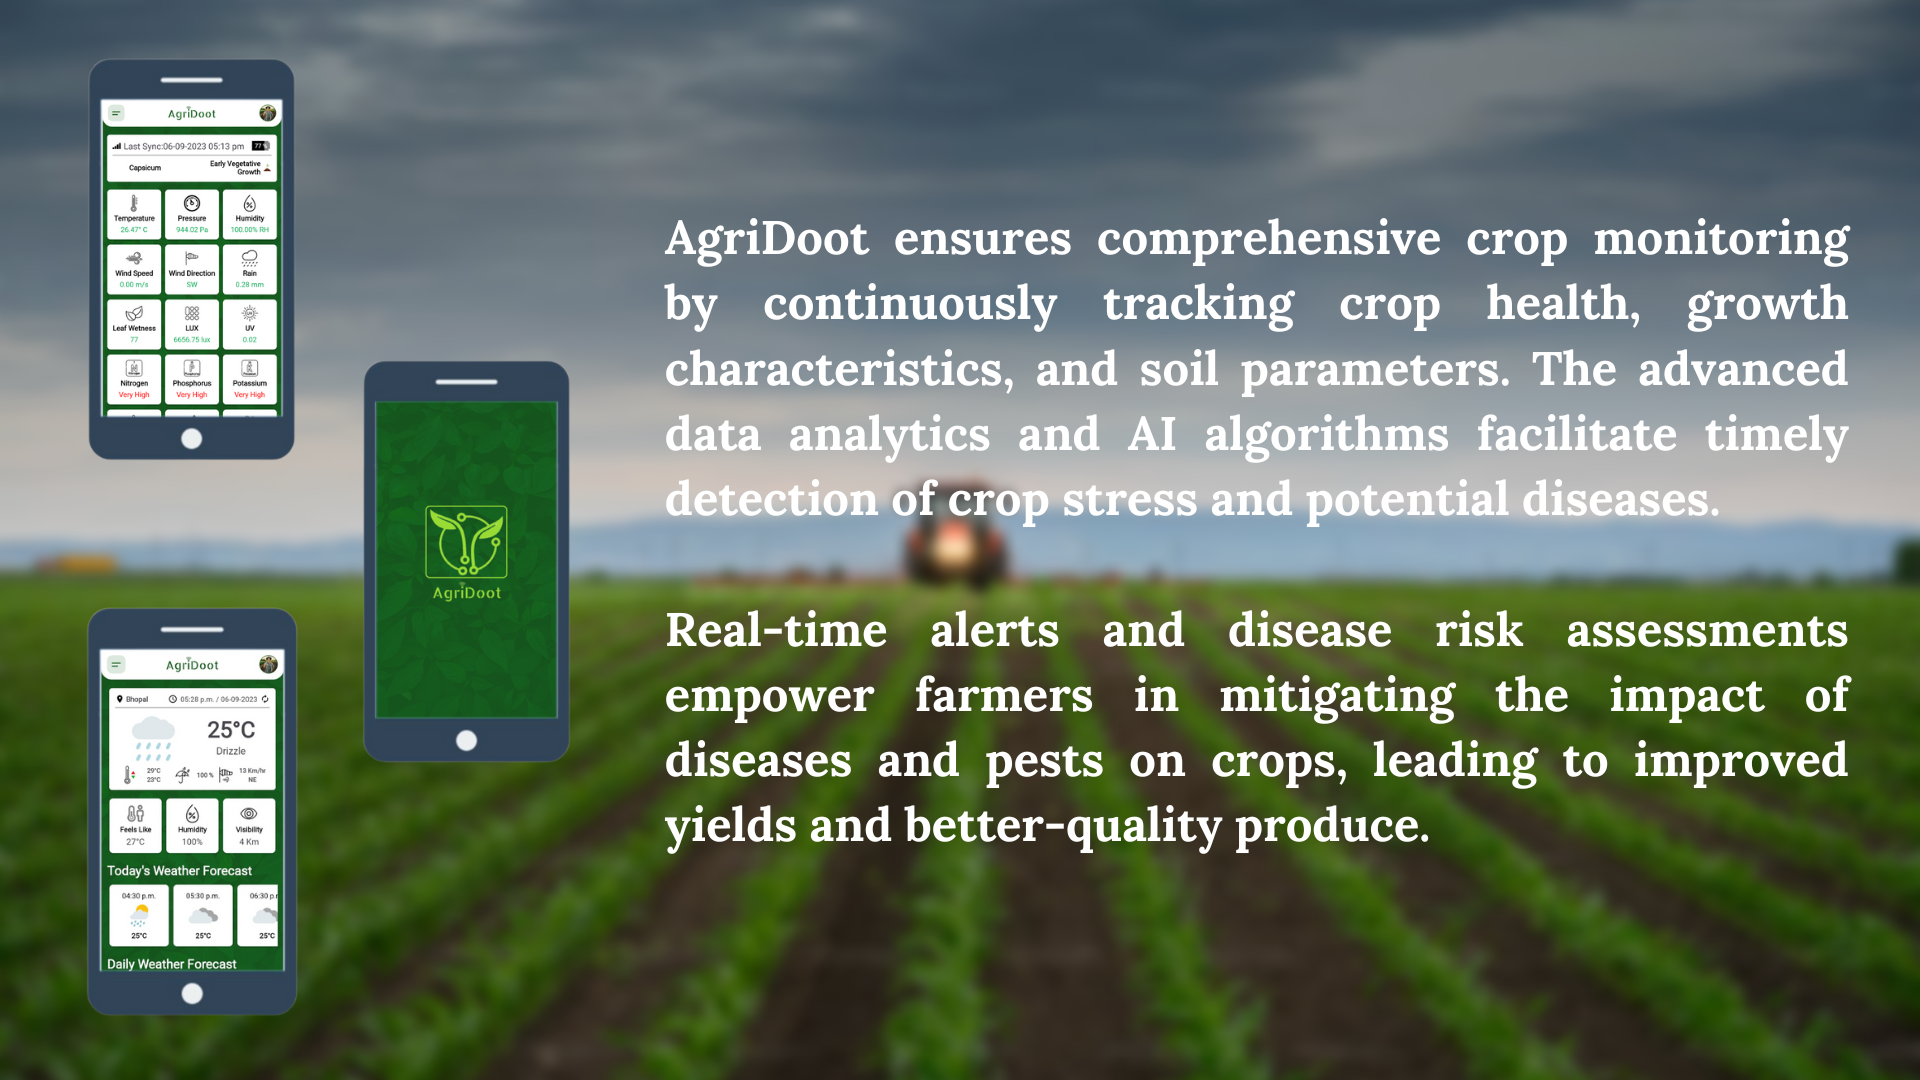 AgriDoot
Last Sync:06-09-2023 05:13 pm 77
Capsicum
Early Vegetative
Growth
Temperature Pressure Humidity
26.47° C 944.02 Pa 100.00% RH
Wind Speed Wind Direction Rain
0.00 m/s SW 0.28 mm
Leaf Wetness LUX UV
77 6656.75 lux 0.02
Nitrogen Phosphorus Potassium
Very High Very High Very High
AgriDoot
AgriDoot
Bhopal 05:28 p.m. / 06-09-2023
25°C
Drizzle
29°C
23°C
100 %
13 Km/hr
NE
Feels Like Humidity Visibility
27°C 100% 4 Km
Today's Weather Forecast
04:30 p.m. 05:30 p.m. 06:30 p.
25°C 25°C 25°C
Daily Weather Forecast
AgriDoot ensures comprehensive crop monitoring
by continuously tracking crop health, growth
characteristics, and soil parameters. The advanced
data analytics and AI algorithms facilitate timely
detection of crop stress and potential diseases.
Real-time alerts and disease risk assessments
empower farmers in mitigating the impact of
diseases and pests on crops, leading to improved
yields and better-quality produce.